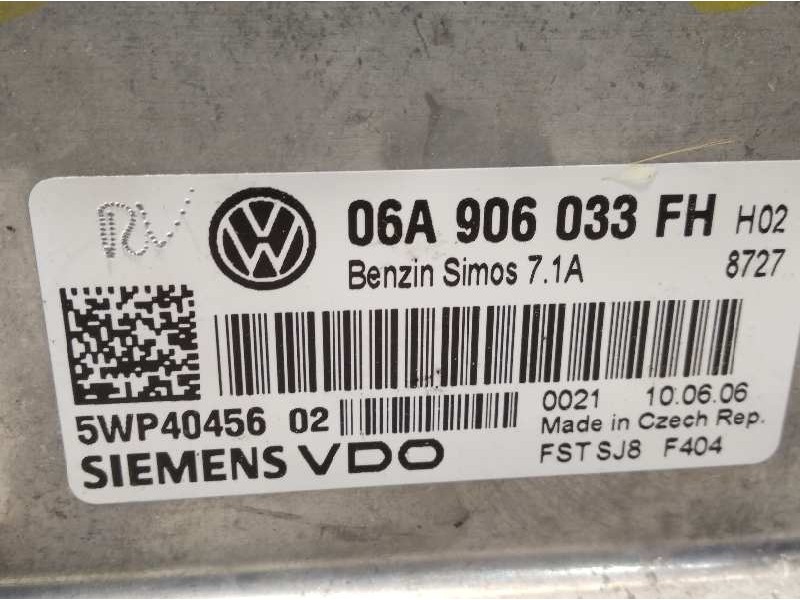 06A 906 033 FH H02
Benzin Simos 7.1A 8727
5WP40456 02
0021 10.06.06
Made in Czech Rep.
SIEMENS VDO
FST SJ8 F404